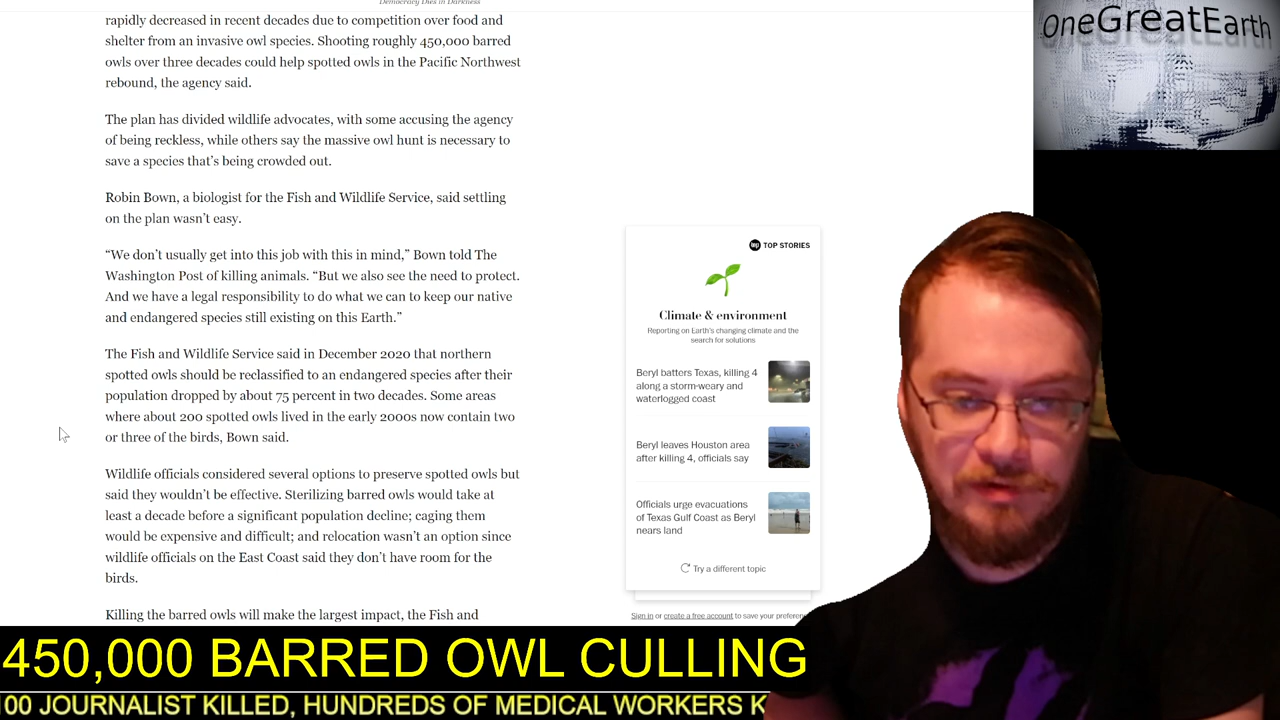 Democracy Dies in Darkness
rapidly decreased in recent decades due to competition over food and
shelter from an invasive owl species. Shooting roughly 450,000 barred
owls over three decades could help spotted owls in the Pacific Northwest
rebound, the agency said.
The plan has divided wildlife advocates, with some accusing the agency
of being reckless, while others say the massive owl hunt is necessary to
save a species that's being crowded out.
Robin Bown, a biologist for the Fish and Wildlife Service, said settling
on the plan wasn't easy.
“We don't usually get into this job with this in mind,” Bown told The
Washington Post of killing animals. “But we also see the need to protect.
And we have a legal responsibility to do what we can to keep our native
and endangered species still existing on this Earth.”
The Fish and Wildlife Service said in December 2020 that northern
spotted owls should be reclassified to an endangered species after their
population dropped by about 75 percent in two decades. Some areas
where about 200 spotted owls lived in the early 2000s now contain two
or three of the birds, Bown said.
Wildlife officials considered several options to preserve spotted owls but
said they wouldn't be effective. Sterilizing barred owls would take at
least a decade before a significant population decline; caging them
would be expensive and difficult; and relocation wasn't an option since
wildlife officials on the East Coast said they don't have room for the
birds.
Killing the barred owls will make the largest impact, the Fish and
wp TOP STORIES
Climate & environment
Reporting on Earth's changing climate and the
search for solutions
Beryl batters Texas, killing 4
along a storm-weary and
waterlogged coast
Beryl leaves Houston area
after killing 4, officials say
Officials urge evacuations
of Texas Gulf Coast as Beryl
nears land
Try a different topic
Sign in or create a free account to save your preferen
OneGreatEarth
450,000 BARRED OWL CULLING
00 JOURNALIST KILLED, HUNDREDS OF MEDICAL WORKERS K